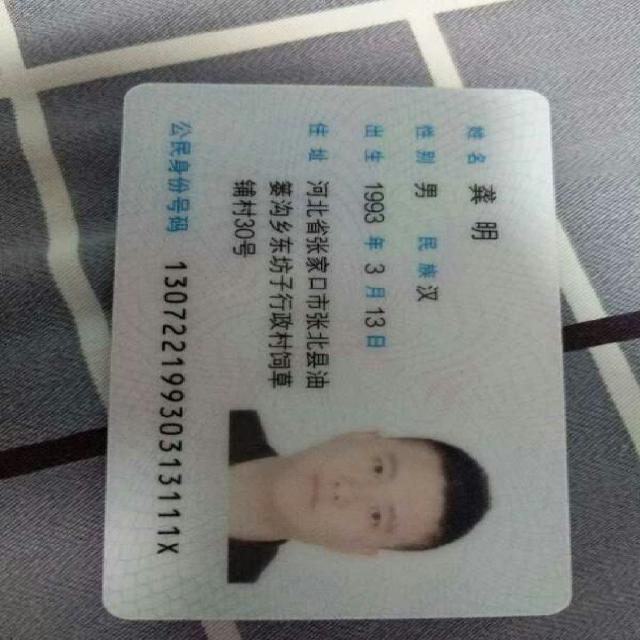 姓名 龚明
性别 男 民族 汉
出生 1993 年 3 月 13 日
住址 河北省张家口市张北县油
篓沟乡东坊子行政村饲草
铺村30号
公民身份号码 13072219930313111X